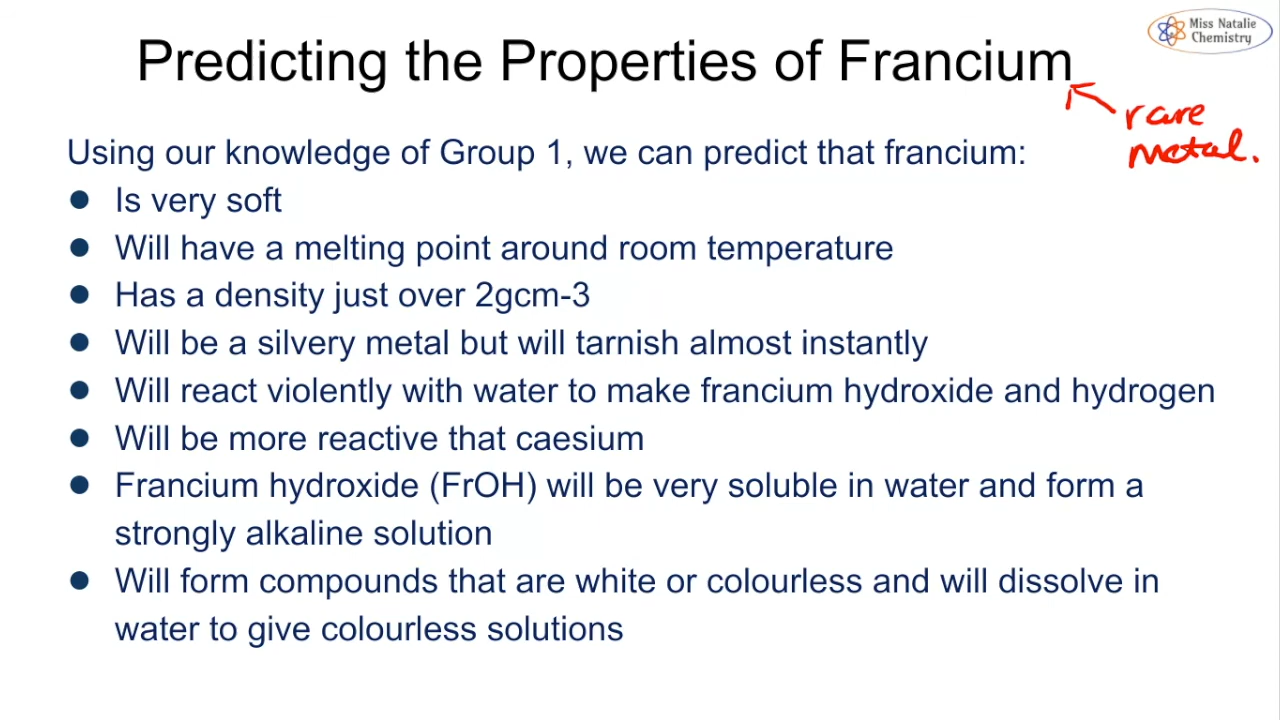 Miss Natalie
Chemistry
Predicting the Properties of Francium
rare
metal.
Using our knowledge of Group 1, we can predict that francium:
● Is very soft
● Will have a melting point around room temperature
● Has a density just over 2gcm-3
● Will be a silvery metal but will tarnish almost instantly
● Will react violently with water to make francium hydroxide and hydrogen
● Will be more reactive that caesium
● Francium hydroxide (FrOH) will be very soluble in water and form a
strongly alkaline solution
● Will form compounds that are white or colourless and will dissolve in
water to give colourless solutions